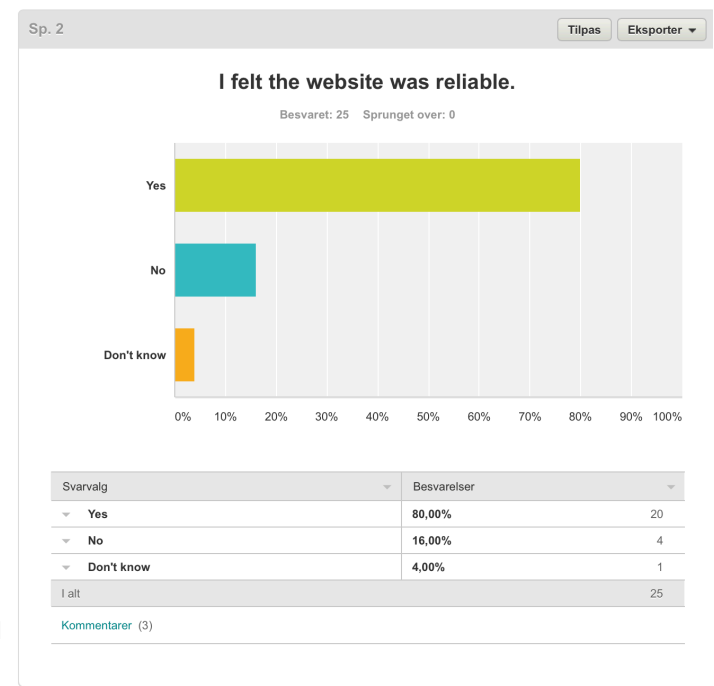 Sp. 2 Tilpas Eksporter
I felt the website was reliable.
Besvaret: 25 Sprunget over: 0
Yes
No
Don't know
0% 10% 20% 30% 40% 50% 60% 70% 80% 90% 100%
Svarvalg Besvarelser
Yes 80,00% 20
No 16,00% 4
Don't know 4,00% 1
I alt 25
Kommentarer (3)